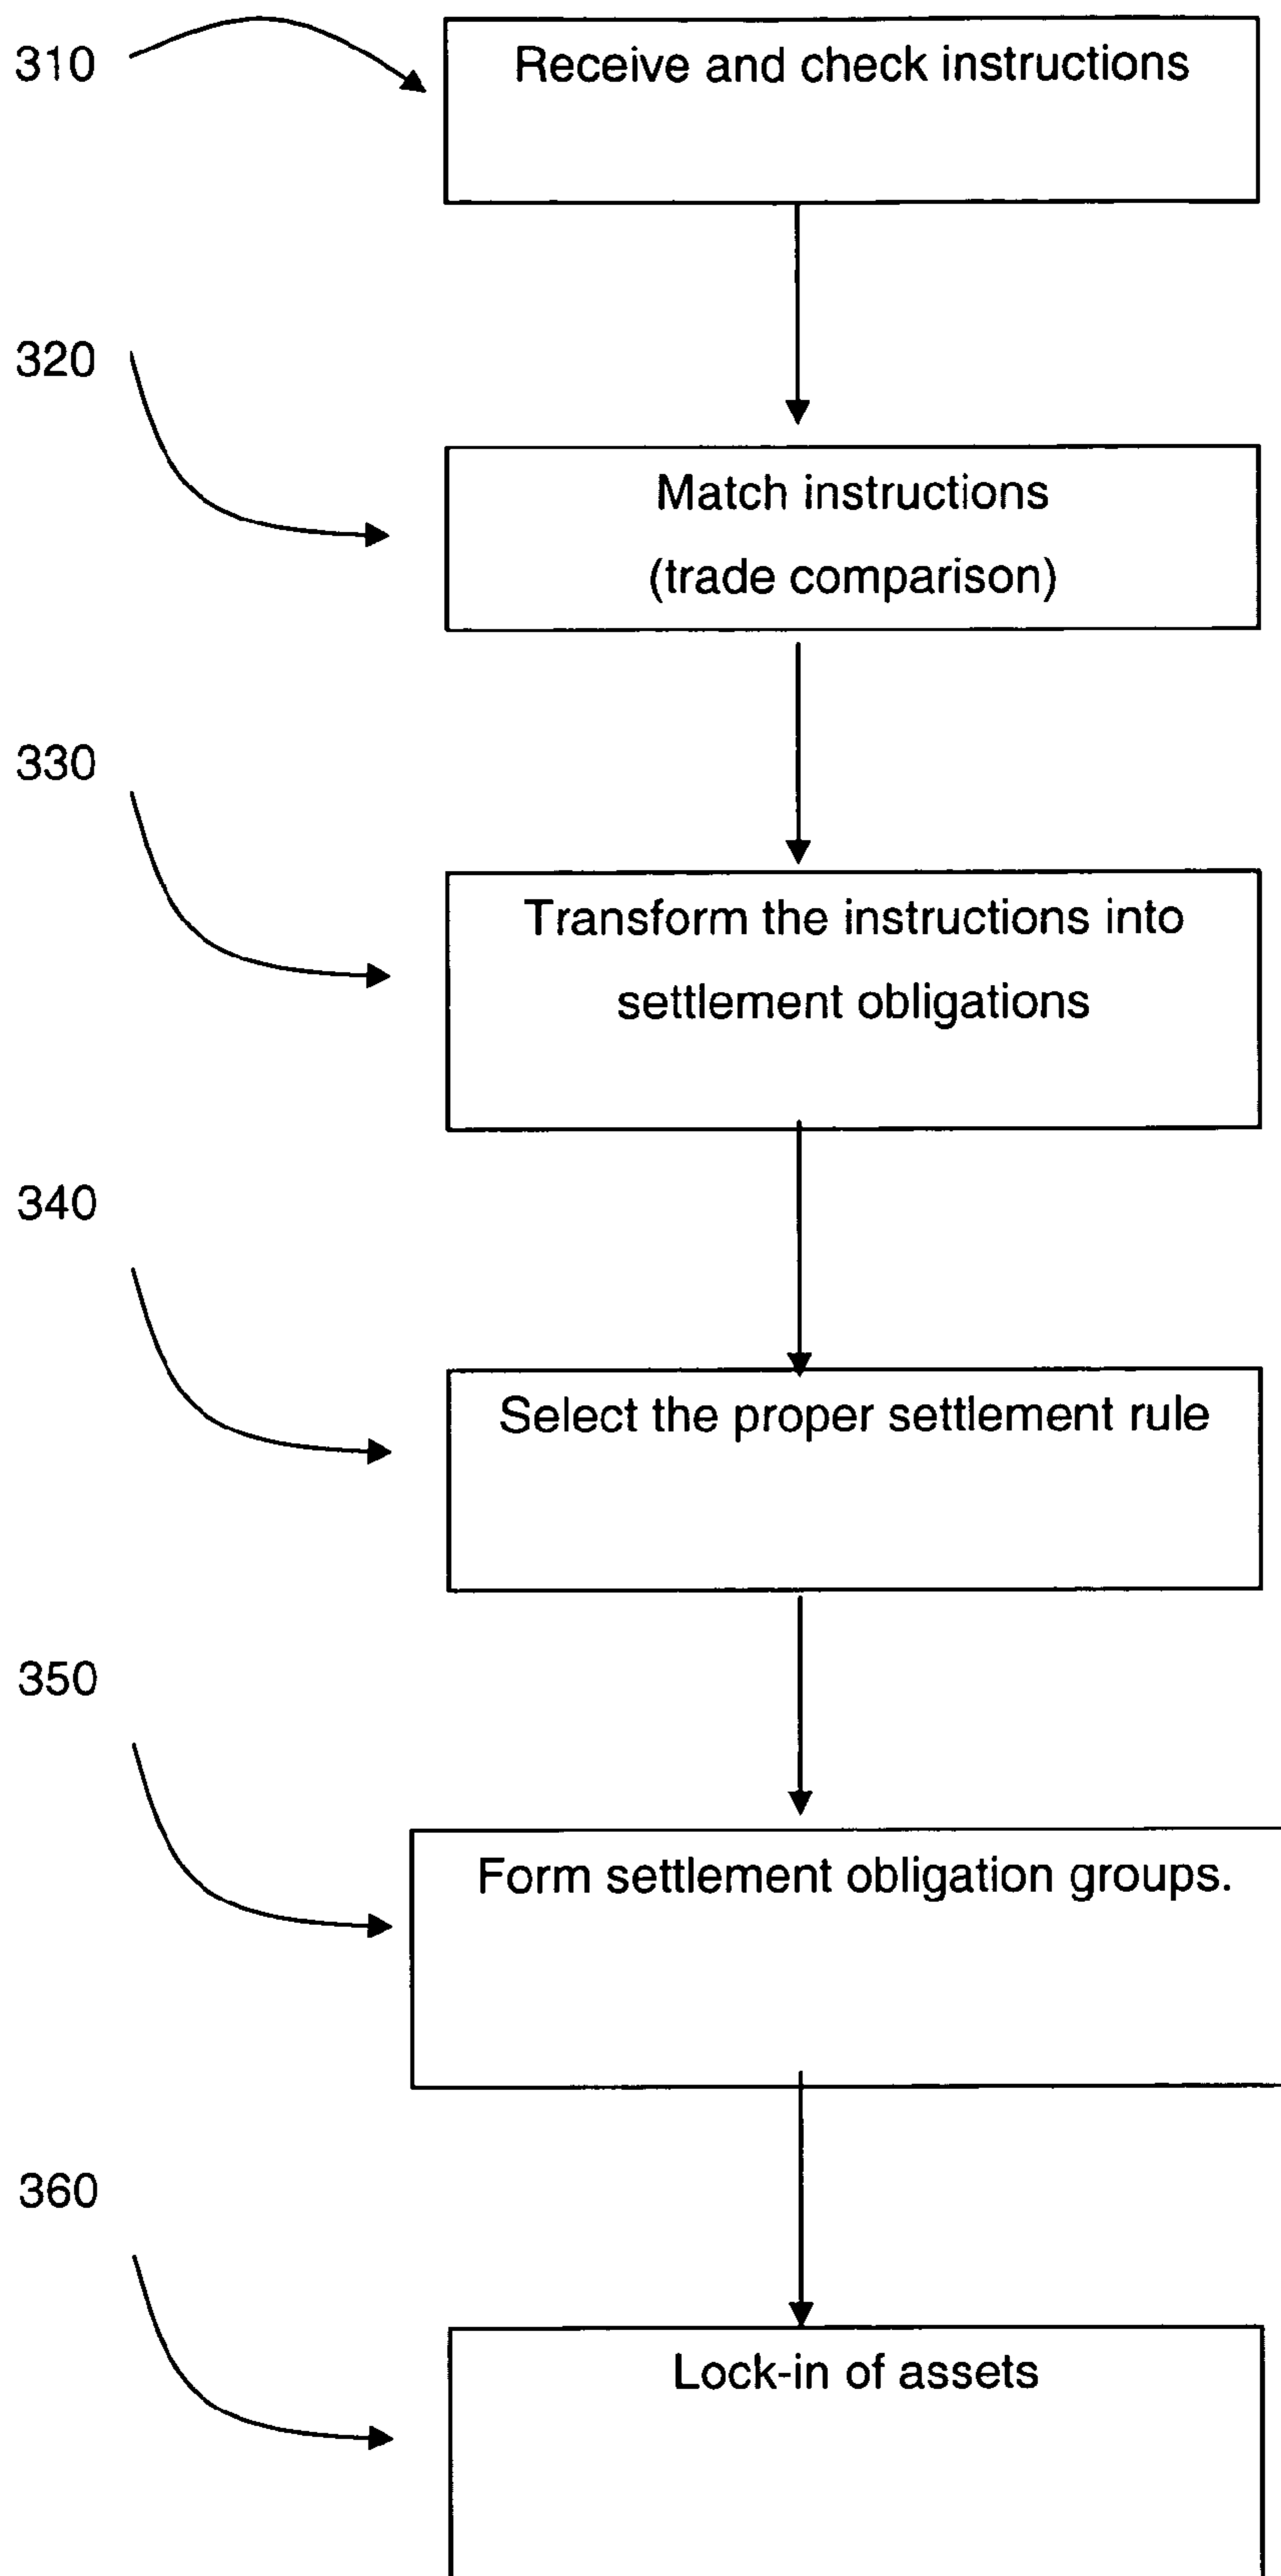 310
Receive and check instructions
320
Match instructions
(trade comparison)
330
Transform the instructions into
settlement obligations
340
Select the proper settlement rule
350
Form settlement obligation groups.
360
Lock-in of assets